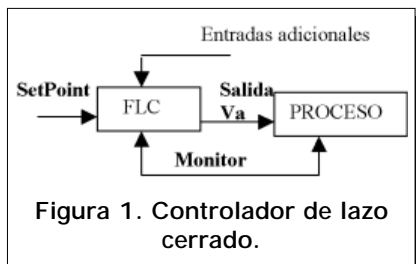 Entradas adicionales
SetPoint
FLC
Salida
Va
PROCESO
Monitor
Figura 1. Controlador de lazo
cerrado.